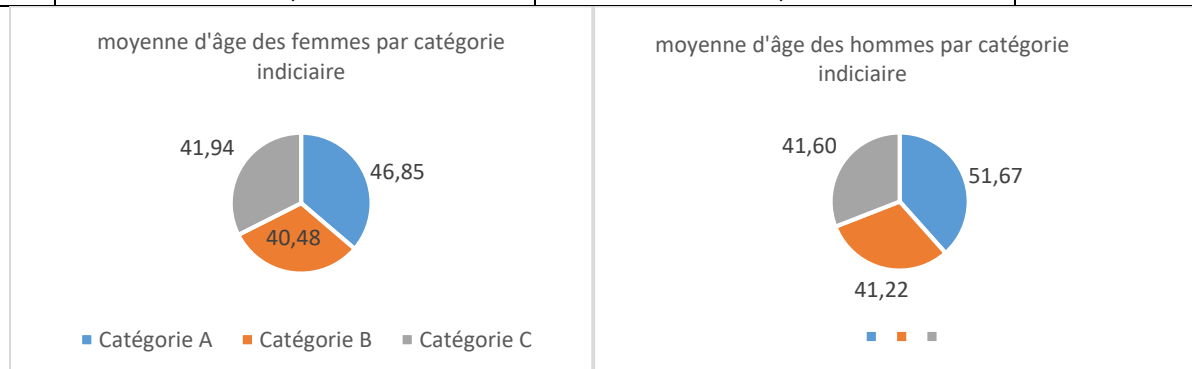 moyenne d'âge des femmes par catégorie
indiciaire
41,94
46,85
40,48
Catégorie A
Catégorie B
Catégorie C
moyenne d'âge des hommes par catégorie
indiciaire
41,60
51,67
41,22